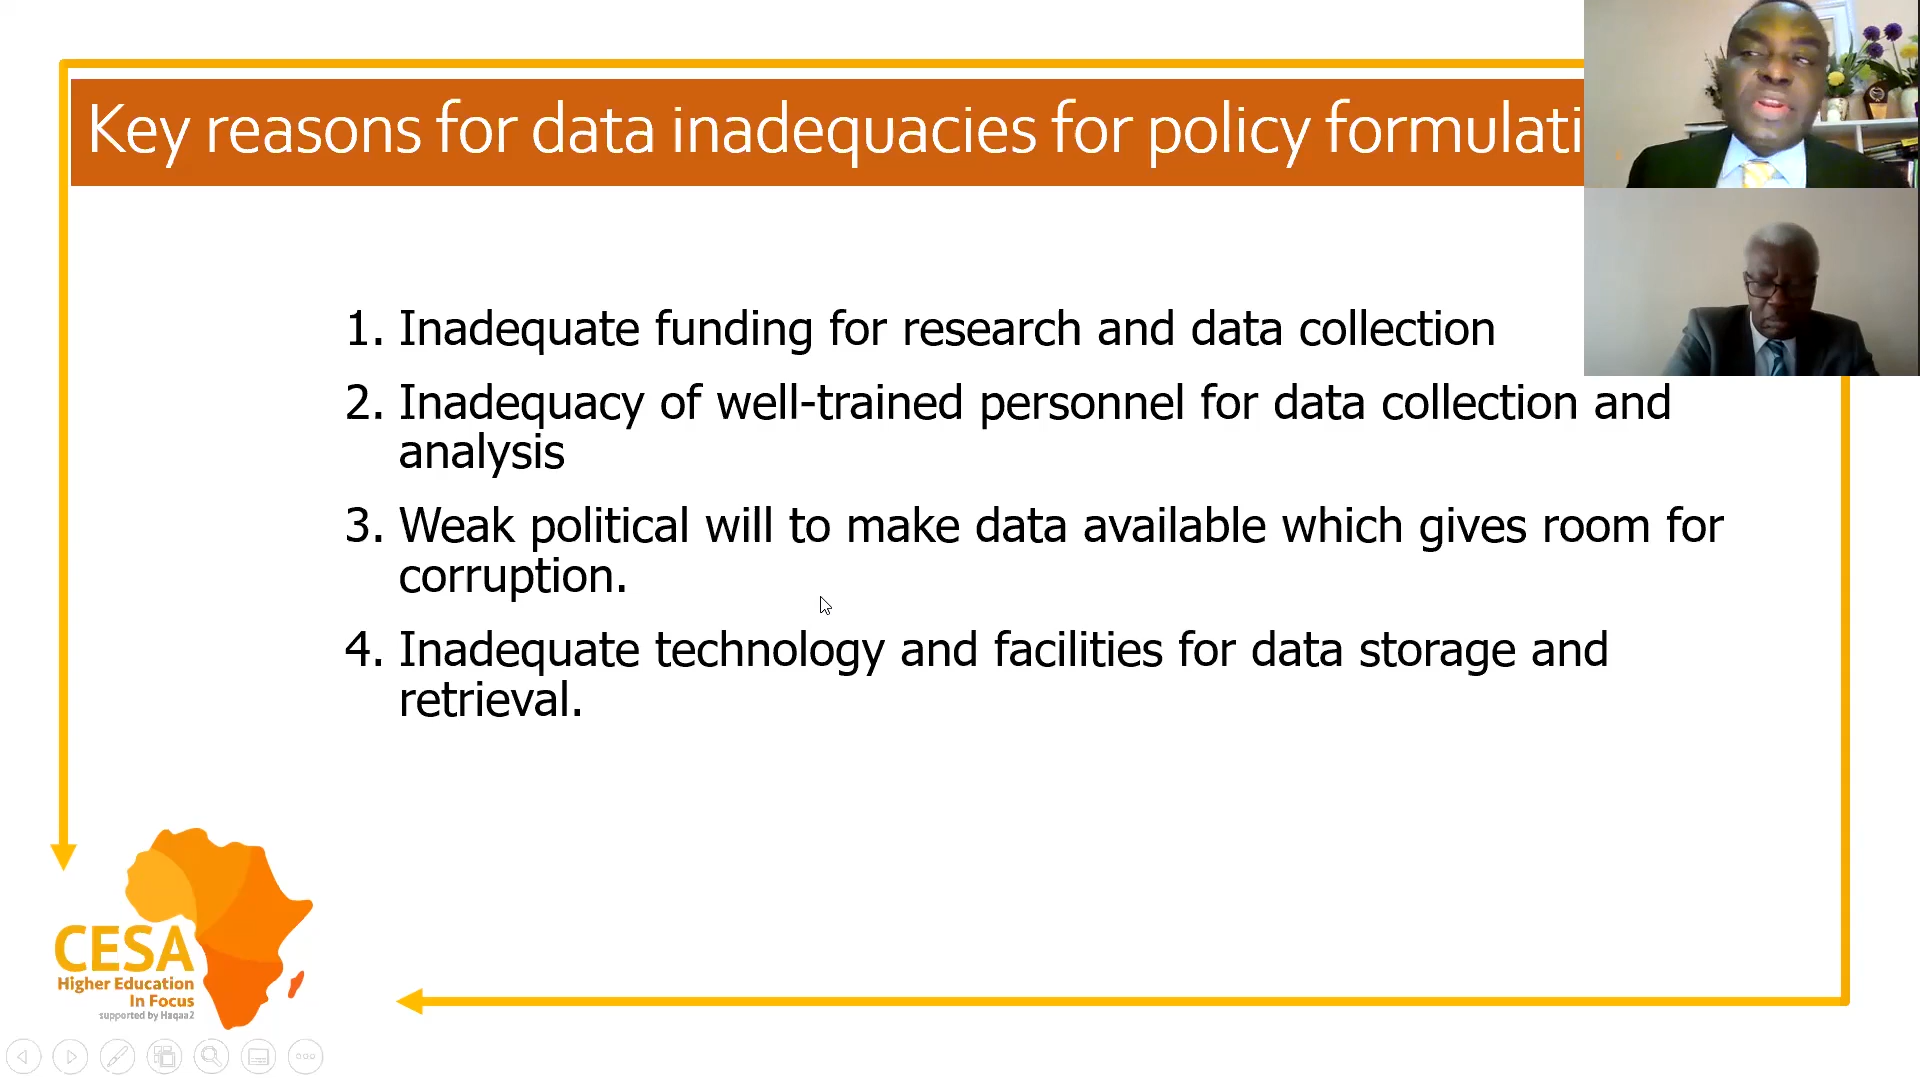 Key reasons for data inadequacies for policy formulati
1. Inadequate funding for research and data collection
2. Inadequacy of well-trained personnel for data collection and
analysis
3. Weak political will to make data available which gives room for
corruption.
4. Inadequate technology and facilities for data storage and
retrieval.
CESA
Higher Education
In Focus
supported by Haqaa2